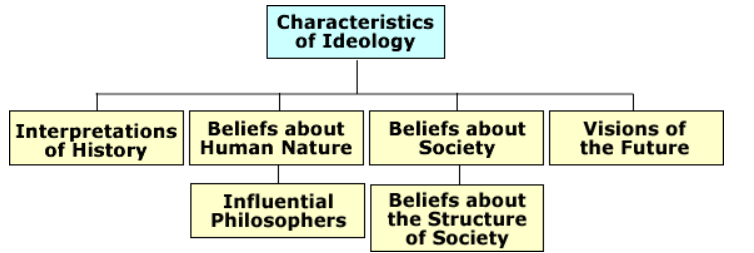 Characteristics
of Ideology
Interpretations
of History
Beliefs about
Human Nature
Beliefs about
Society
Visions of
the Future
Influential
Philosophers
Beliefs about
the Structure
of Society